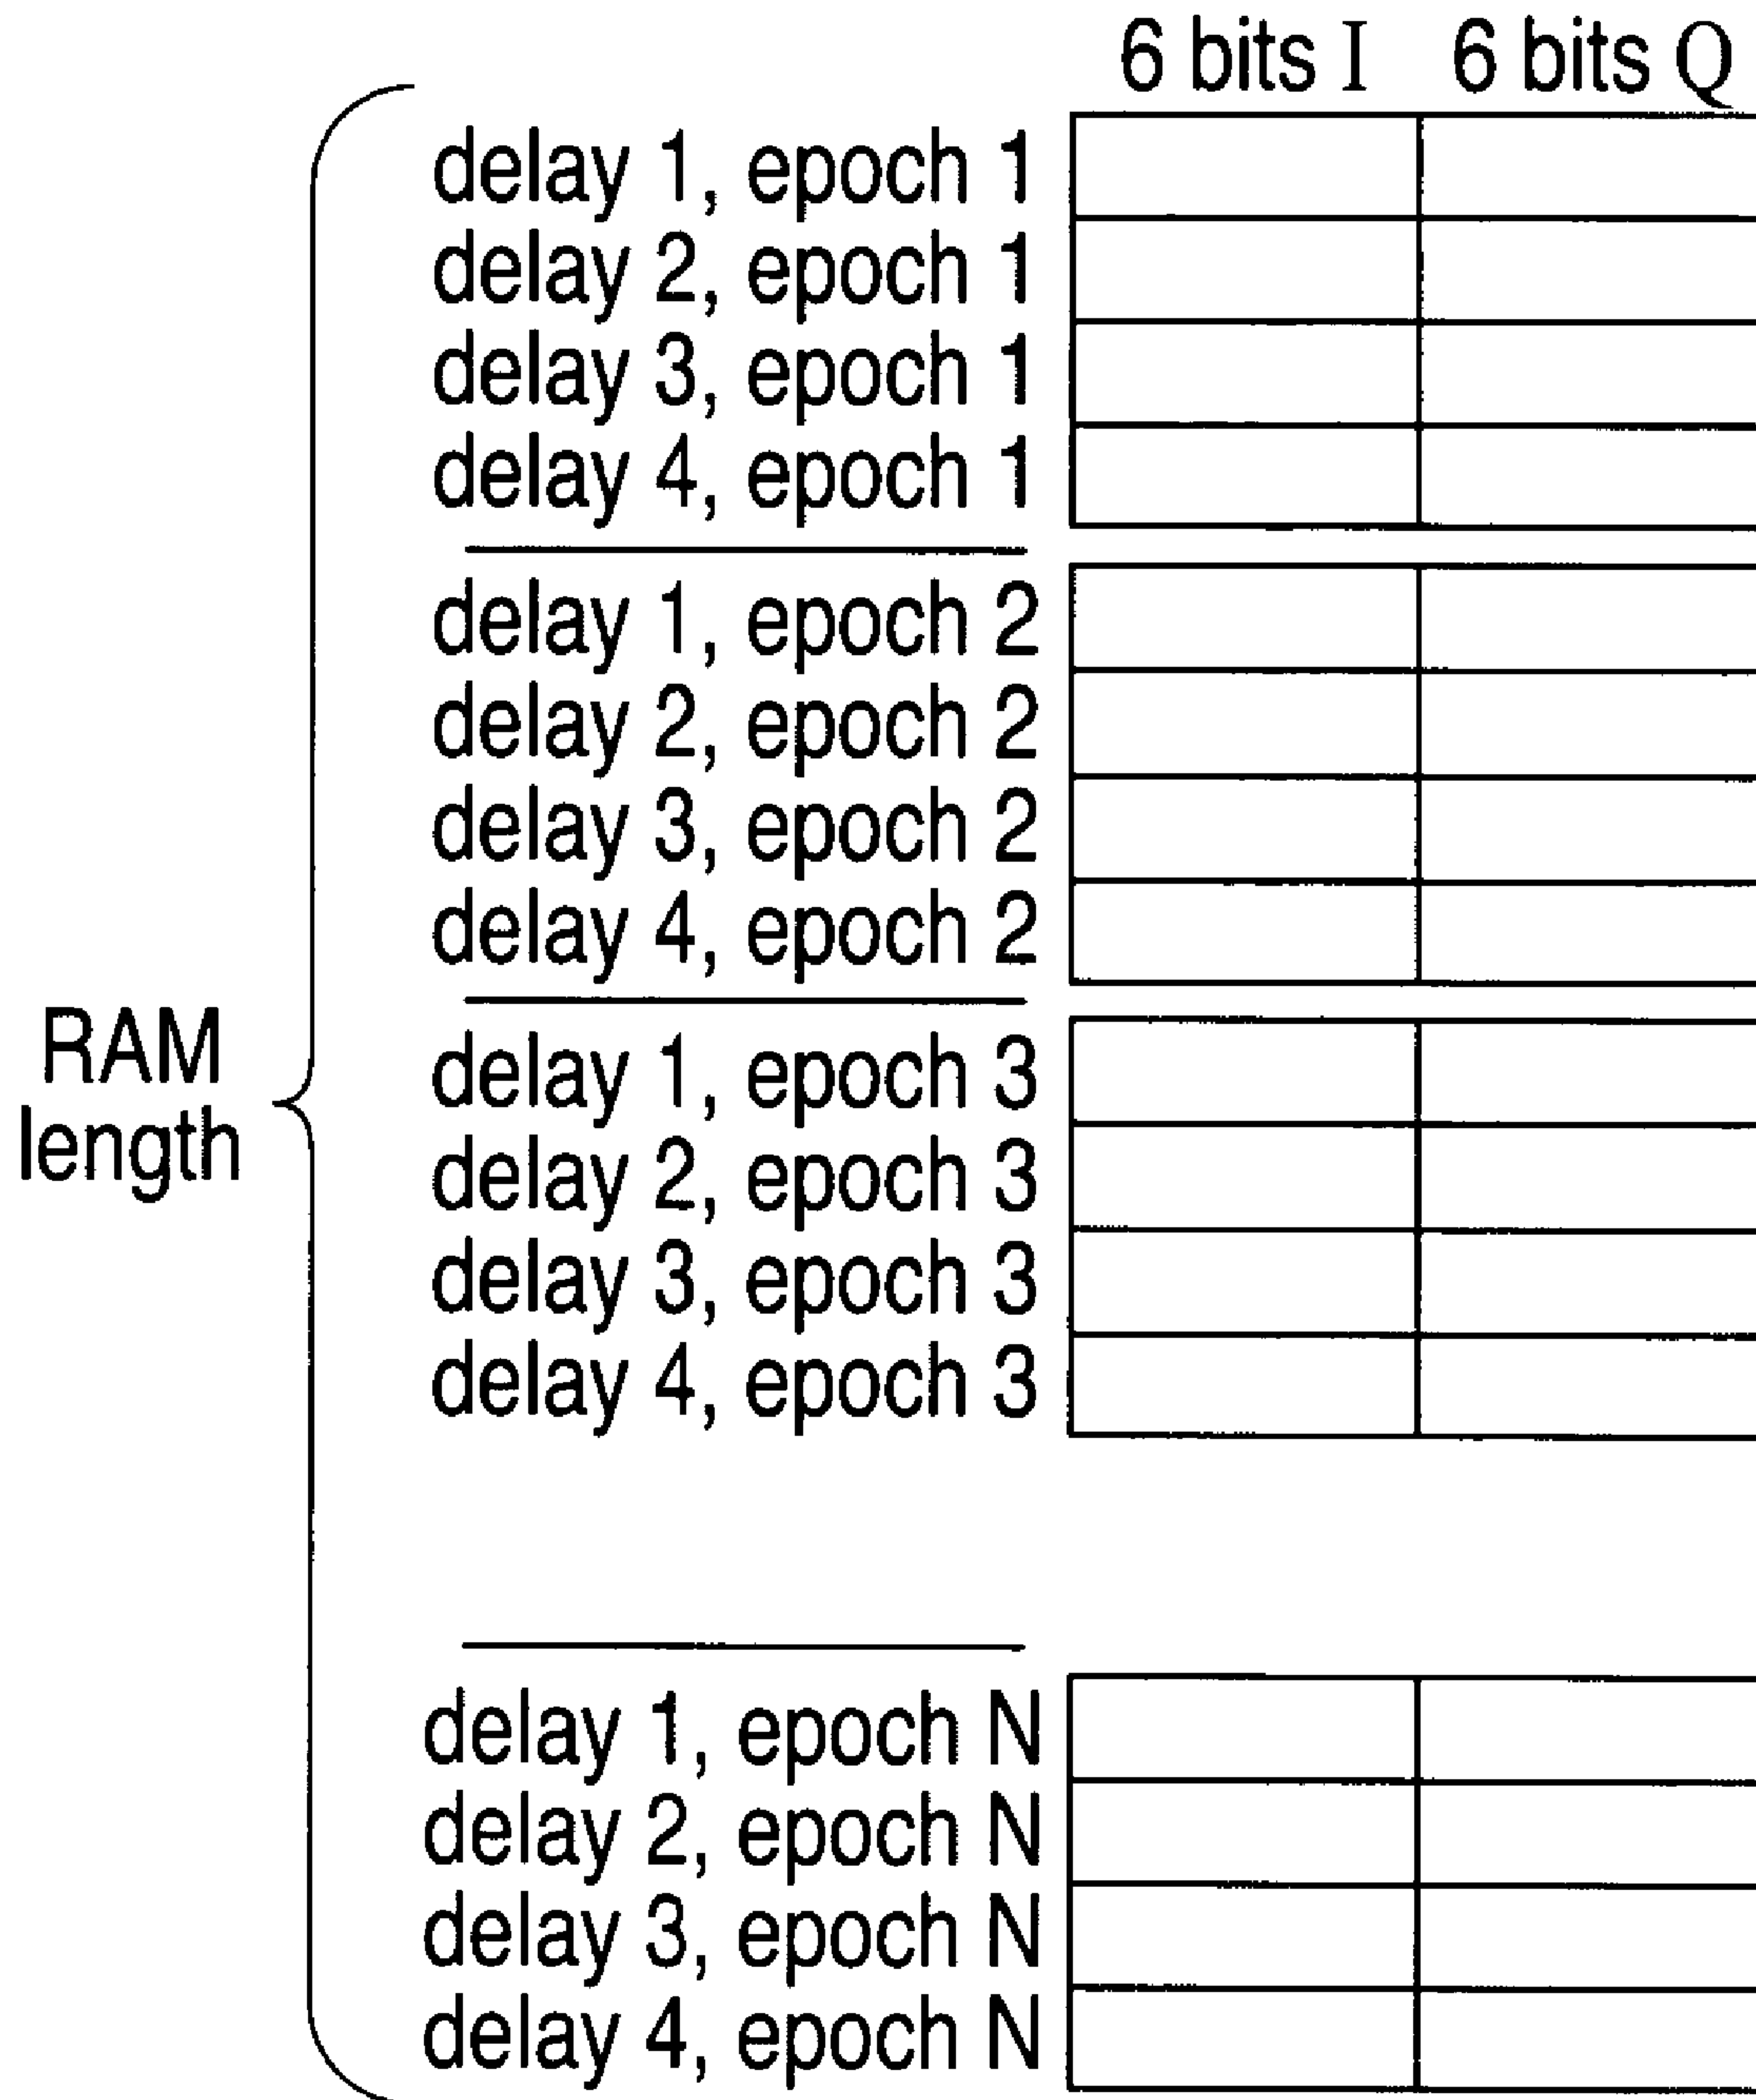 6 bits I 6 bits Q
delay 1, epoch 1
delay 2, epoch 1
delay 3, epoch 1
delay 4, epoch 1
delay 1, epoch 2
delay 2, epoch 2
delay 3, epoch 2
delay 4, epoch 2
RAM
length
delay 1, epoch 3
delay 2, epoch 3
delay 3, epoch 3
delay 4, epoch 3
delay 1, epoch N
delay 2, epoch N
delay 3, epoch N
delay 4, epoch N